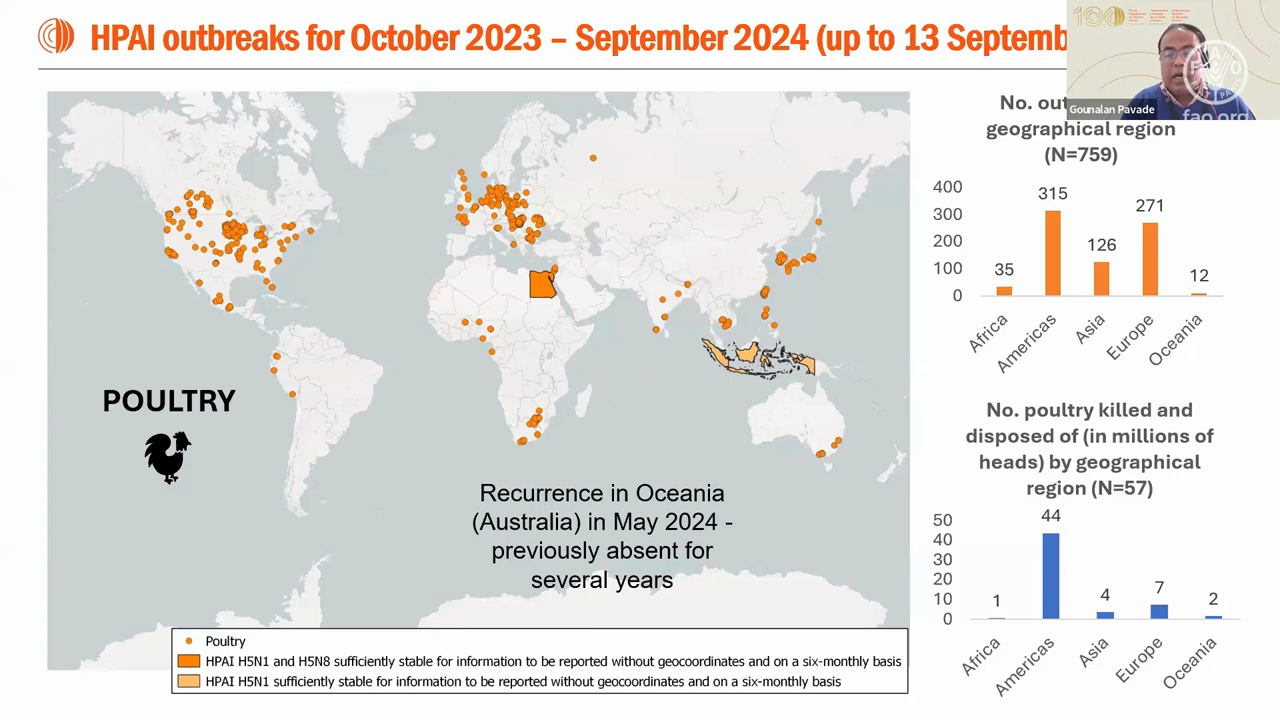 HPAI outbreaks for October 2023 – September 2024 (up to 13 Septemb
Gounalan Pavade
FAO
fao.org
100
No. out
geographical region
(N=759)
400
300
200
100
0
35
315
126
271
12
Africa
Americas
Asia
Europe
Oceania
POULTRY
Recurrence in Oceania
(Australia) in May 2024 -
previously absent for
several years
No. poultry killed and
disposed of (in millions of
heads) by geographical
region (N=57)
50
40
30
20
10
0
1
44
4
7
2
Africa
Americas
Asia
Europe
Oceania
Poultry
HPAI H5N1 and H5N8 sufficiently stable for information to be reported without geocoordinates and on a six-monthly basis
HPAI H5N1 sufficiently stable for information to be reported without geocoordinates and on a six-monthly basis